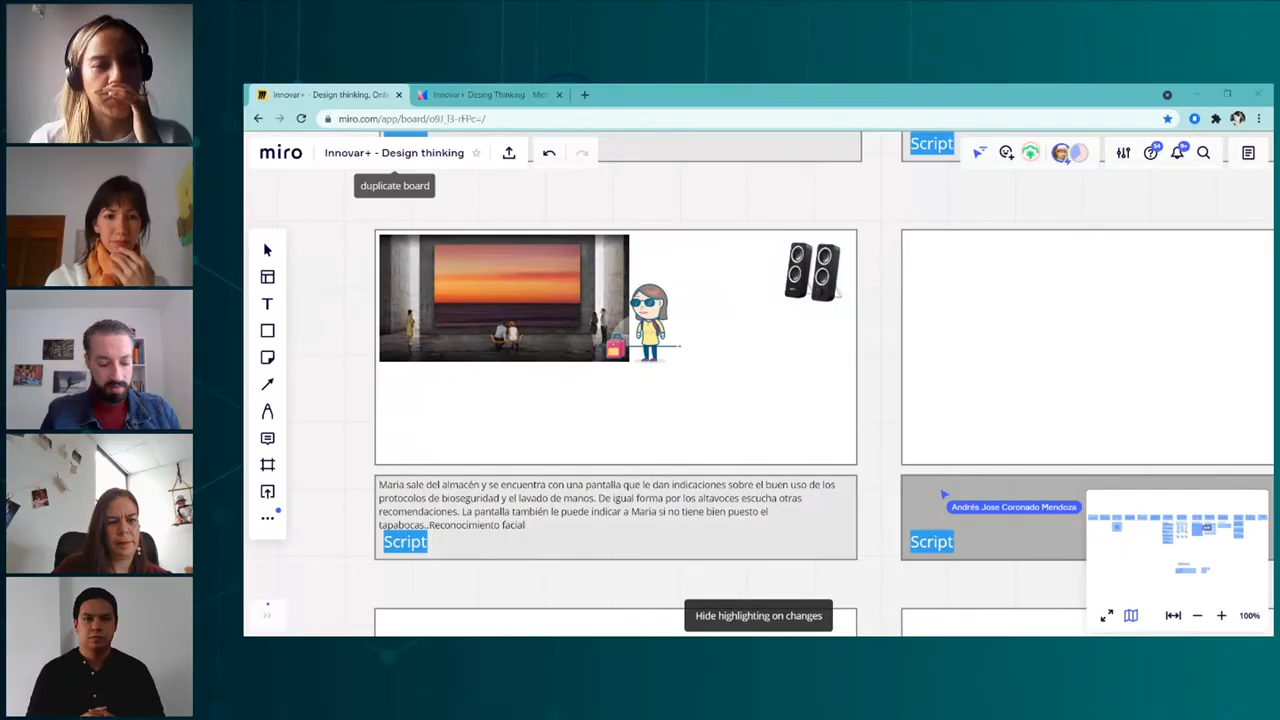 Innovar+ - Design thinking, Onl
Innovar+ Desing Thinking
miro.com/app/board/o9J_l3-rFPc=/
miro
Innovar+ - Design thinking
Script
duplicate board
Maria sale del almacén y se encuentra con una pantalla que le dan indicaciones sobre el buen uso de los
protocolos de bioseguridad y el lavado de manos. De igual forma por los altavoces escucha otras
recomendaciones. La pantalla también le puede indicar a Maria si no tiene bien puesto el
tapabocas..Reconocimiento facial
Script
Andrés Jose Coronado Mendoza
Script
Hide highlighting on changes
100%